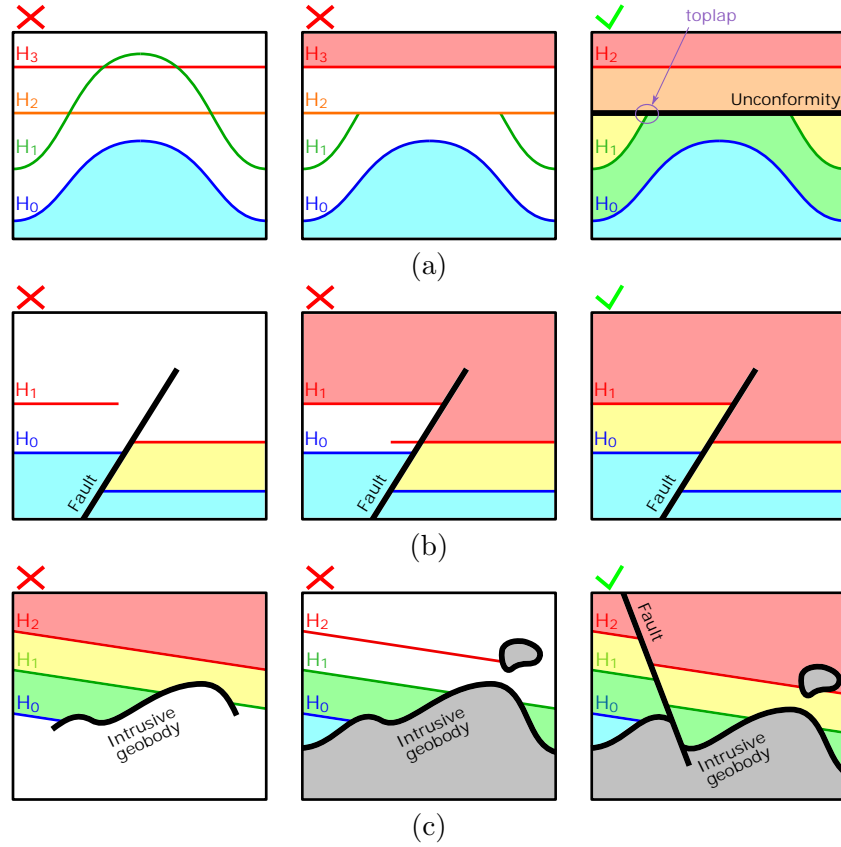 toplap
H3
H2
H1
H0
H3
H2
H1
H0
H2
Unconformity
H1
H0
(a)
H1
H0
Fault
H1
H0
Fault
H1
H0
Fault
(b)
H2
H1
H0
Intrusive
geobody
H2
H1
H0
Intrusive
geobody
Fault
H2
H1
H0
Intrusive
geobody
(c)